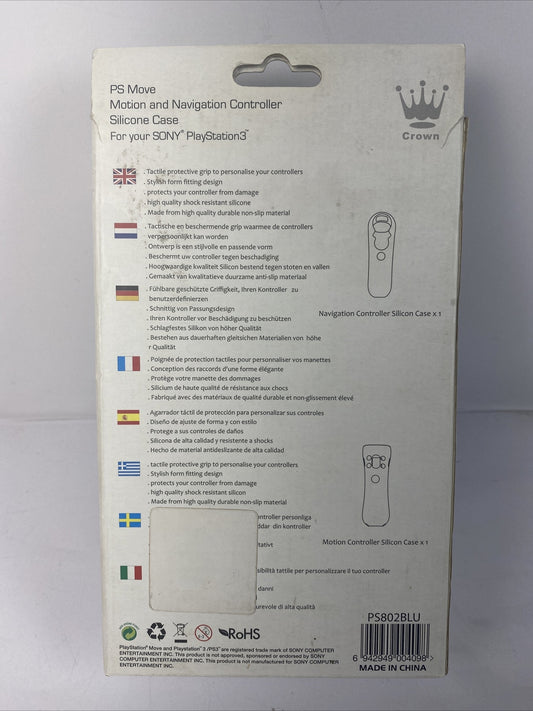 PS Move
Motion and Navigation Controller
Silicone Case
For your SONY® PlayStation3™
Crown
. Tactile protective grip to personalise your controllers
. Stylish form fitting design
. protects your controller from damage
. high quality shock resistant silicone
. Made from high quality durable non-slip material
. Tactische en beschermende grip waarmee de controllers
verpersoonlijkt kan worden
. Ontwerp is een stijlvolle en passende vorm
. Beschermt uw controller tegen beschadiging
. Hoogwaardige kwaliteit Silicon bestend tegen stoten en vallen
. Gemaakt van kwalitatieve duurzame anti-slip materiaal
. Fühlbare geschützte Griffigkeit, Ihren Kontroller zu
benutzerdefinierzen
. Schnittig von Passungsdesign
. Ihren Kontroller vor Beschädigung zu beschützen
. Schlagfestes Silikon von höher Qualität
. Bestehen aus dauerhaften gleitsichen Materialien von höhe
r Qualität
Navigation Controller Silicon Case x 1
. Poignée de protection tactiles pour personnaliser vos manettes
. Conception des raccords d'une forme élégante
. Protège votre manette des dommages
. Silicium de haute qualité de résistance aux chocs
. Fabriqué avec des matériaux de qualité durable et non-glissement élevé
. Agarrador táctil de protección para personalizar sus controles
. Diseño de ajuste de forma y con estilo
. Protege a sus controles de daños
. Silicona de alta calidad y resistente a shocks
. Hecho de material antideslizante de alta calidad
. tactile protective grip to personalise your controllers
. Stylish form fitting design
. protects your controller from damage
. high quality shock resistant silicon
. Made from high quality durable non-slip material
ontroller personliga
ddar din kontroller
tativt
Motion Controller Silicon Case x 1
sibilità tattile per personalizzare il tuo controller
danni
urevole di alta qualità
RoHS
PS802BLU
6 942949 004098 >
MADE IN CHINA
PlayStation® Move and Playstation® 3 /PS3™ are registered trade mark of SONY COMPUTER
ENTERTAINMENT INC. This product is not approved, sponsored or endorsed by SONY
COMPUTER ENTERTAINMENT INC. This product is not manufactured for SONY COMPUTER
ENTERTAINMENT INC.